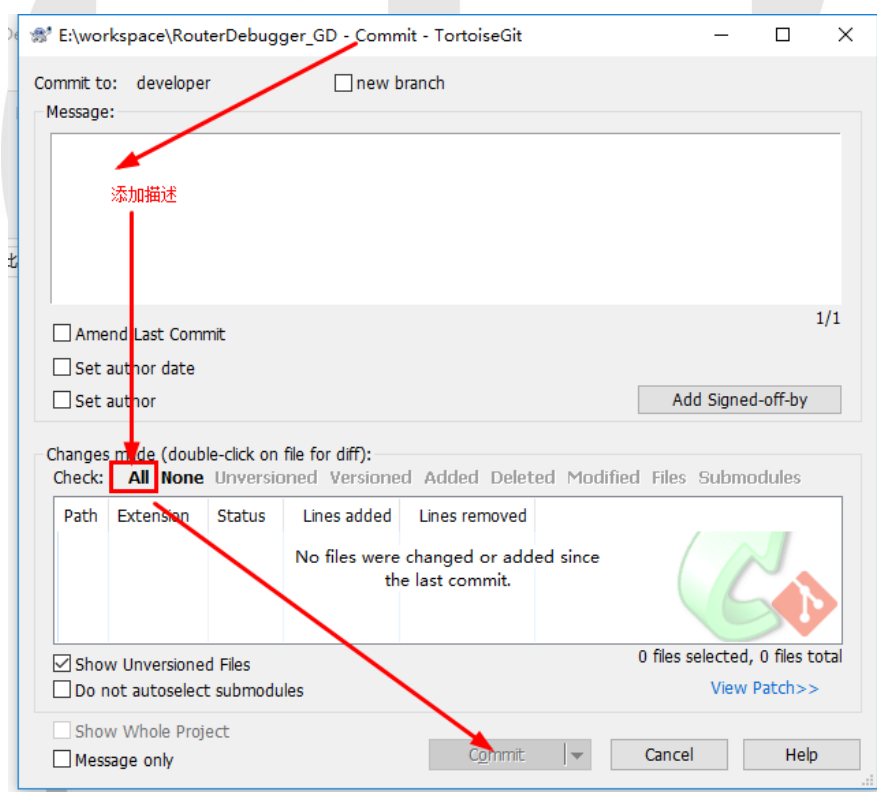 E:\workspace\RouterDebugger_GD - Commit - TortoiseGit
Commit to: developer new branch
Message:
添加描述
比
1/1
Amend Last Commit
Set author date
Set author Add Signed-off-by
Changes made (double-click on file for diff):
Check: All None Unversioned Versioned Added Deleted Modified Files Submodules
Path Extension Status Lines added Lines removed
No files were changed or added since
the last commit.
Show Unversioned Files 0 files selected, 0 files total
Do not autoselect submodules View Patch>>
Show Whole Project
Message only Commit Cancel Help